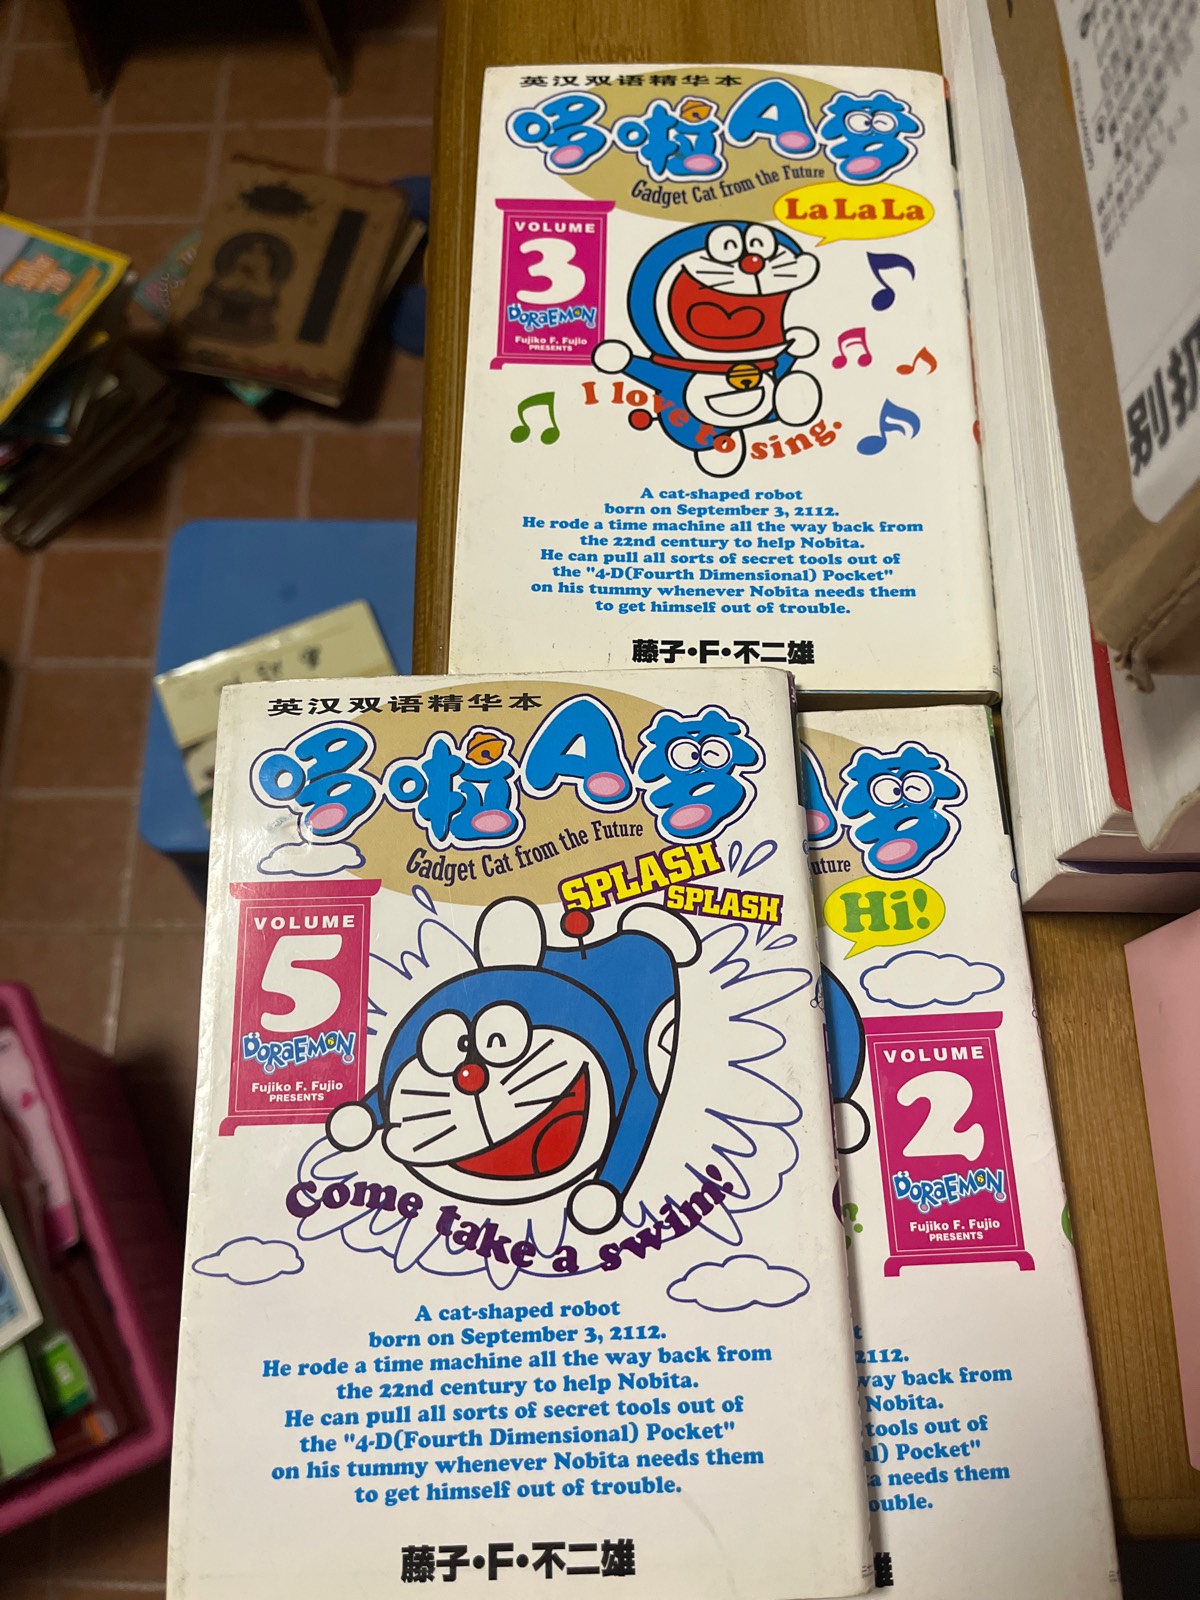 英汉双语精华本
哆啦A梦
Gadget Cat from the Future
LaLaLa
VOLUME
3
DORAEMON
Fujiko F. Fujio
PRESENTS
I love to sing.
A cat-shaped robot
born on September 3, 2112.
He rode a time machine all the way back from
the 22nd century to help Nobita.
He can pull all sorts of secret tools out of
the "4-D(Fourth Dimensional) Pocket"
on his tummy whenever Nobita needs them
to get himself out of trouble.
藤子·F·不二雄
英汉双语精华本
哆啦A梦
Gadget Cat from the Future
SPLASH
SPLASH
VOLUME
5
DORAEMON
Fujiko F. Fujio
PRESENTS
Come take a swim!
A cat-shaped robot
born on September 3, 2112.
He rode a time machine all the way back from
the 22nd century to help Nobita.
He can pull all sorts of secret tools out of
the "4-D(Fourth Dimensional) Pocket"
on his tummy whenever Nobita needs them
to get himself out of trouble.
藤子·F·不二雄
A梦
uture
Hi!
VOLUME
2
DORAEMON
Fujiko F. Fujio
PRESENTS
?
t
2112.
way back from
Nobita.
tools out of
al) Pocket"
a needs them
ouble.
雄
别扔